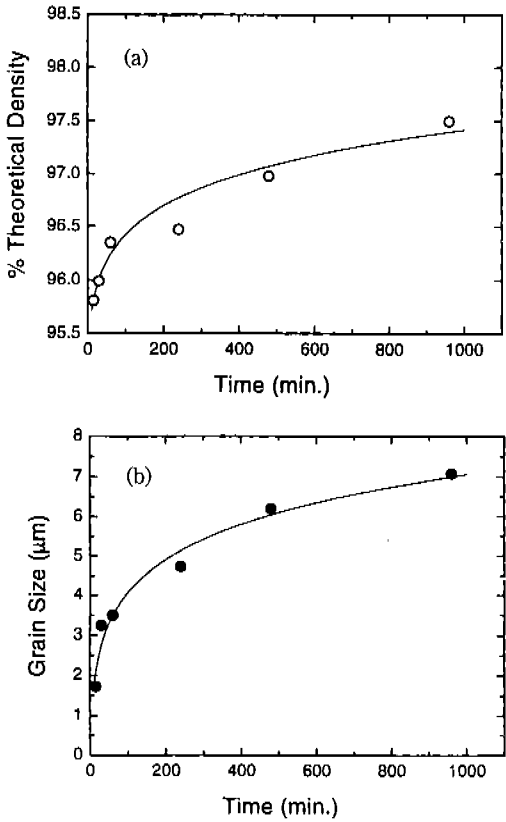 98.5
(a)
98.0
97.5
97.0
96.5
96.0
95.5
% Theoretical Density
0 200 400 600 800 1000
Time (min.)
8
(b)
7
6
5
4
3
2
1
0
Grain Size (μm)
0 200 400 600 800 1000
Time (min.)